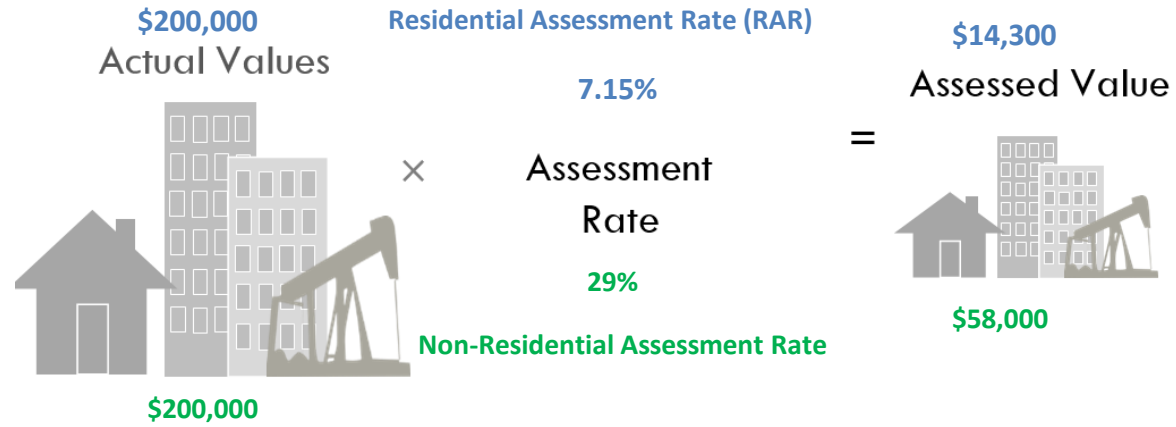 $200,000
Actual Values
$200,000
×
Residential Assessment Rate (RAR)
7.15%
Assessment
Rate
29%
Non-Residential Assessment Rate
=
$14,300
Assessed Value
$58,000